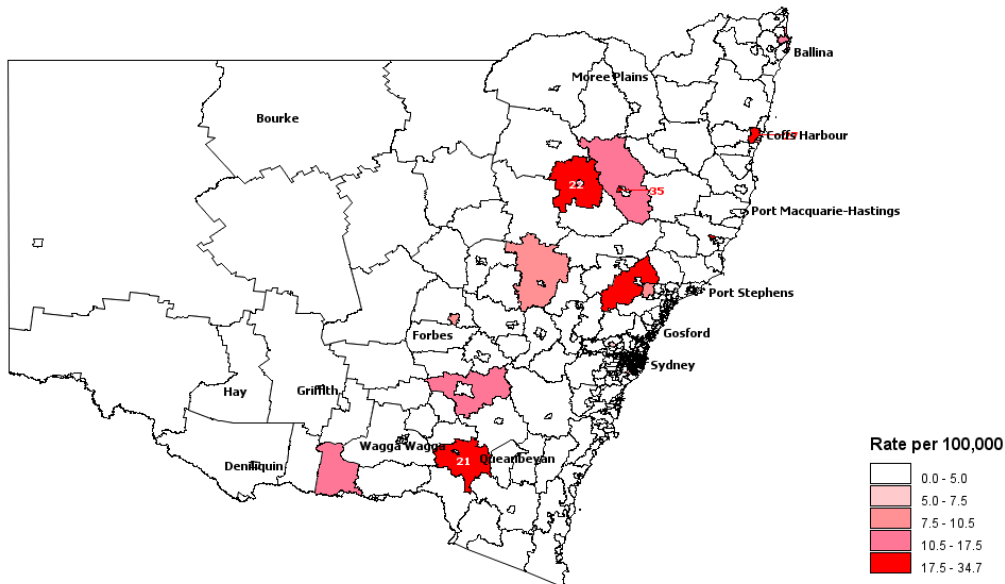 Ballina
Moree Plains
Bourke
Coffs Harbour
22
35
Port Macquarie-Hastings
Port Stephens
Forbes
Gosford
Sydney
Hay
Griffith
Wagga Wagga
Queanbeyan
21
Deniliquin
Rate per 100,000
0.0 - 5.0
5.0 - 7.5
7.5 - 10.5
10.5 - 17.5
17.5 - 34.7